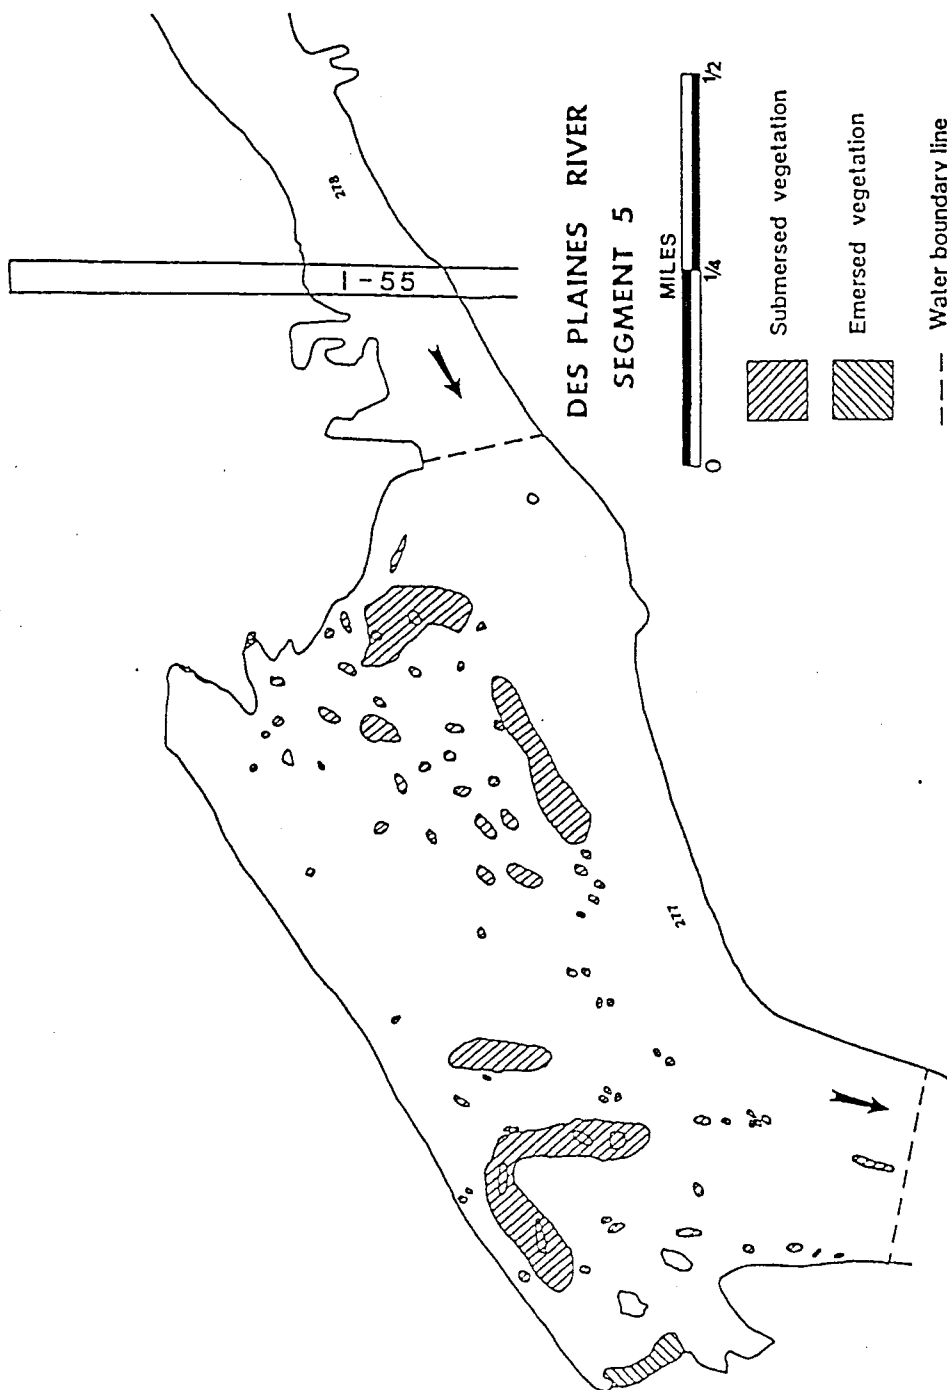 278
I-55
DES PLAINES RIVER
SEGMENT 5
MILES
0 1/4 1/2
Submersed vegetation
Emersed vegetation
Water boundary line
277